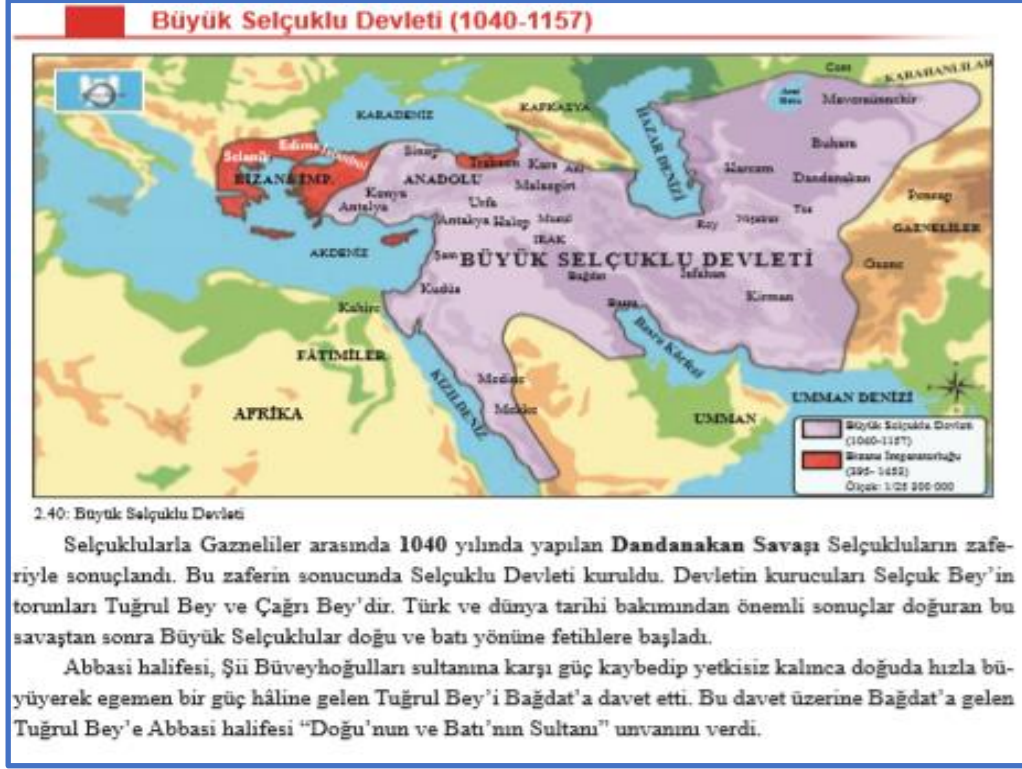 Büyük Selçuklu Devleti (1040-1157)
Cent
KARAHANLILAR
KARADENİZ
KAFKASYA
Aral
Maveraünnehir
HAZAR DENİZİ
Buhara
Edirne
İstanbul
Selanik
Sinop
Trabzon
Kars
Ani
Harzem
Dandanakan
BİZANS İMP.
ANADOLU
Malazgirt
Konya
Antalya
Urfa
Pencap
Antakya
Halep
Musul
Rey
Nişabur
Tus
GAZNELİLER
IRAK
AKDENİZ
Şam
BÜYÜK SELÇUKLU DEVLETİ
Gazne
Bağdat
İsfahan
Kudüs
Kirman
Kahire
Basra
Basra Körfezi
FÂTIMİLER
KIZILDENİZ
Medine
Mekke
AFRİKA
UMMAN
UMMAN DENİZİ
Büyük Selçuklu Devleti
(1040-1157)
Bizans İmparatorluğu
(395- 1453)
Ölçek: 1/25 900 000
2.40: Büyük Selçuklu Devleti
Selçuklularla Gazneliler arasında 1040 yılında yapılan Dandanakan Savaşı Selçukluların zafe-
riyle sonuçlandı. Bu zaferin sonucunda Selçuklu Devleti kuruldu. Devletin kurucuları Selçuk Bey’in
torunları Tuğrul Bey ve Çağrı Bey’dir. Türk ve dünya tarihi bakımından önemli sonuçlar doğuran bu
savaştan sonra Büyük Selçuklular doğu ve batı yönüne fetihlere başladı.
Abbasi halifesi, Şii Büveyhoğulları sultanına karşı güç kaybedip yetkisiz kalınca doğuda hızla bü-
yüyerek egemen bir güç hâline gelen Tuğrul Bey’i Bağdat’a davet etti. Bu davet üzerine Bağdat’a gelen
Tuğrul Bey’e Abbasi halifesi “Doğu’nun ve Batı’nın Sultanı” unvanını verdi.